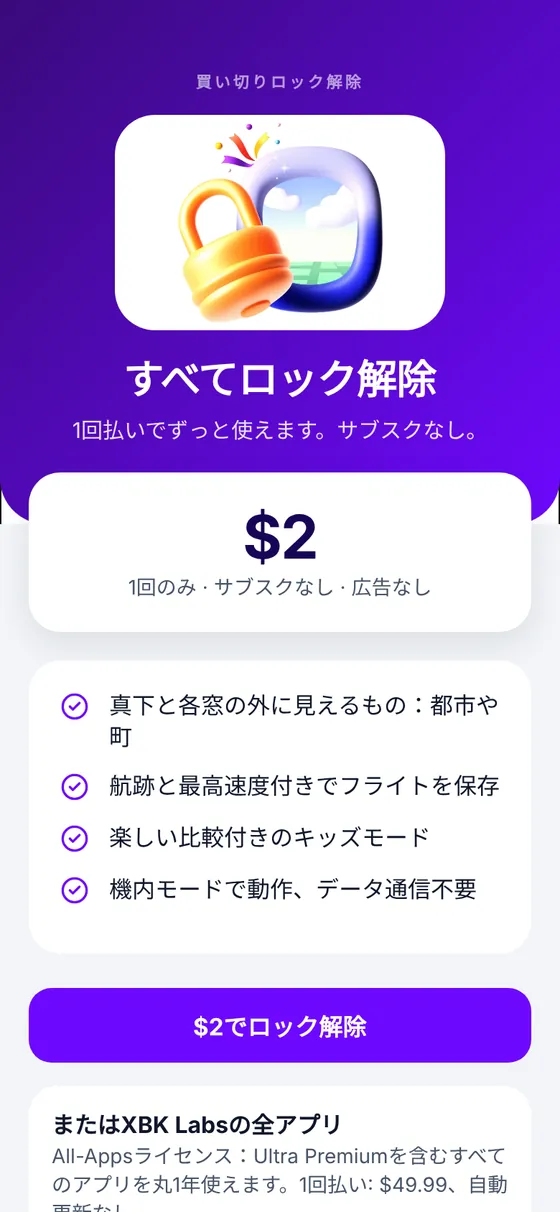 買い切りロック解除
すべてロック解除
1回払いでずっと使えます。サブスクなし。
$2
1回のみ · サブスクなし · 広告なし
真下と各窓の外に見えるもの：都市や
町
航跡と最高速度付きでフライトを保存
楽しい比較付きのキッズモード
機内モードで動作、データ通信不要
$2でロック解除
またはXBK Labsの全アプリ
All-Appsライセンス：Ultra Premiumを含むすべて
のアプリを丸1年使えます。1回払い: $49.99、自動
更新なし